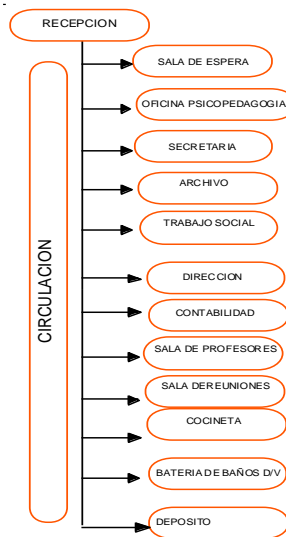 RECEPCION
SALA DE ESPERA
OFICINA PSICOPEDAGOGIA
SECRETARIA
ARCHIVO
TRABAJO SOCIAL
CIRCULACION
DIRECCION
CONTABILIDAD
SALA DE PROFESORES
SALA DE REUNIONES
COCINETA
BATERIA DE BAÑOS D/V
DEPOSITO